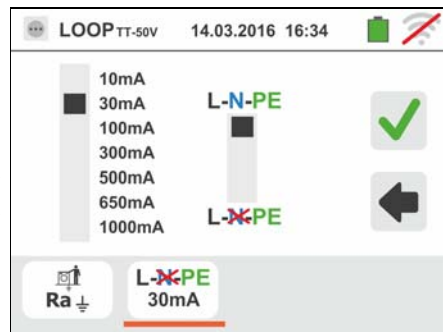 LOOP TT-50V 14.03.2016 16:34
10mA
30mA
100mA
300mA
500mA
650mA
1000mA
L-N-PE
L-N-PE
Ra
L-N-PE
30mA